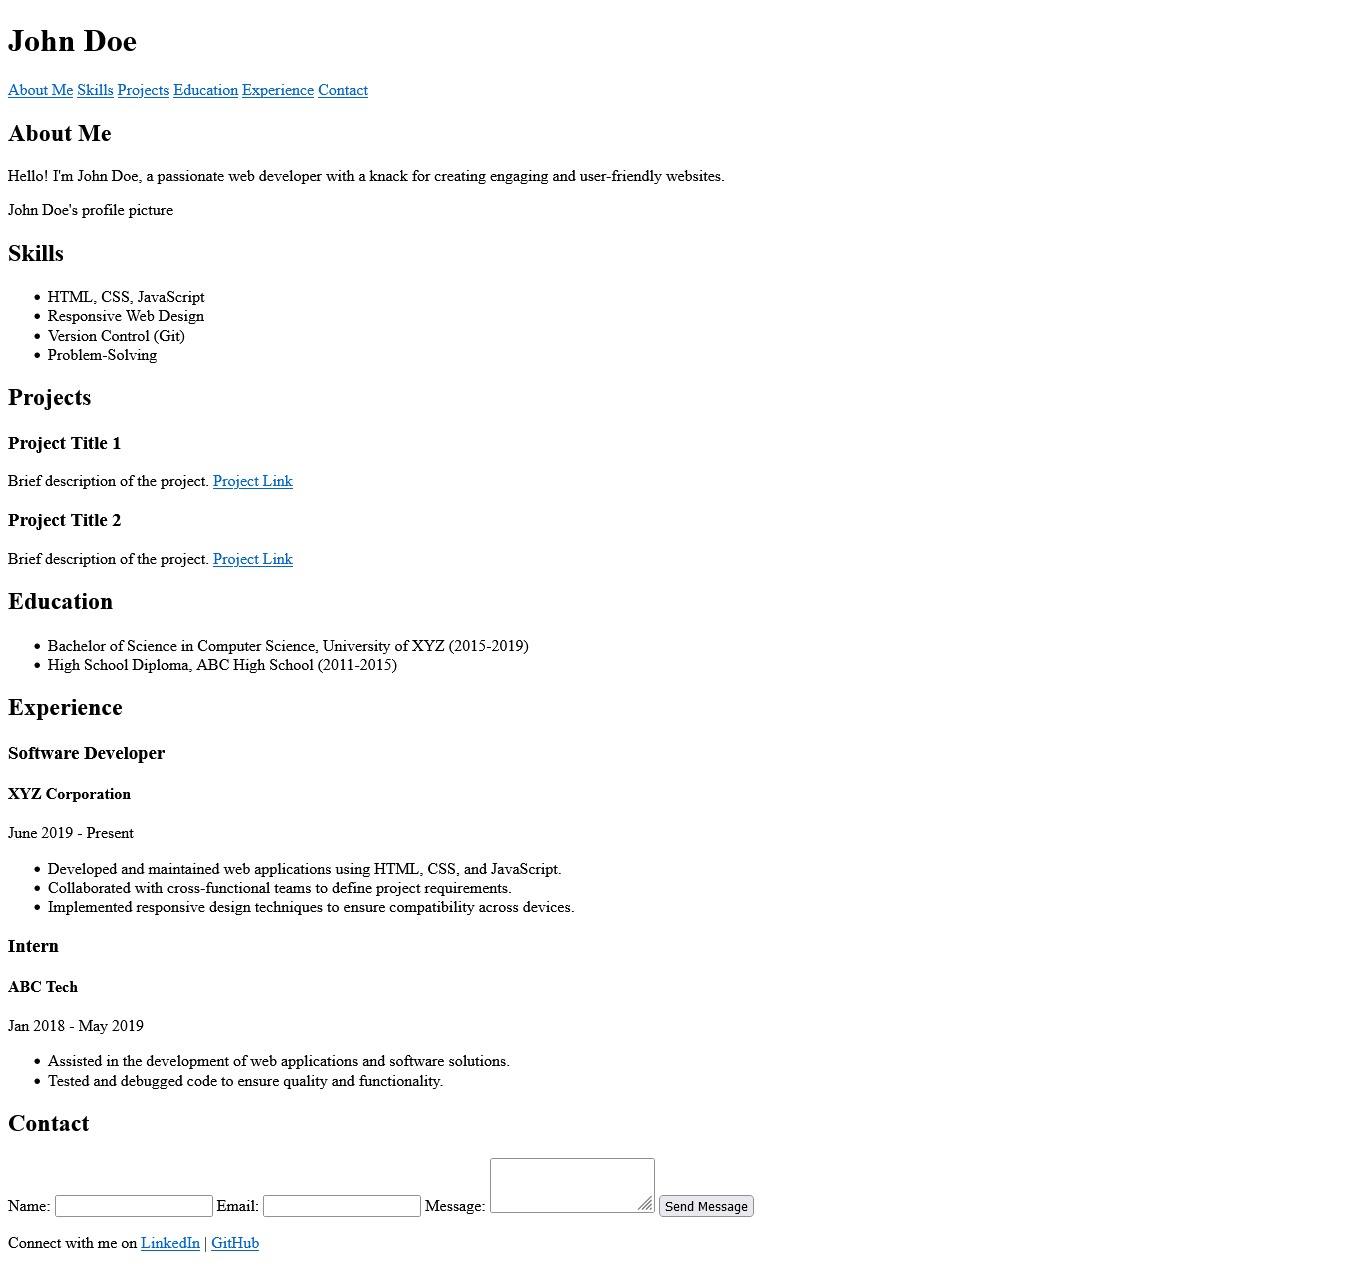 John Doe
About Me Skills Projects Education Experience Contact
About Me
Hello! I'm John Doe, a passionate web developer with a knack for creating engaging and user-friendly websites.
John Doe's profile picture
Skills
• HTML, CSS, JavaScript
• Responsive Web Design
• Version Control (Git)
• Problem-Solving
Projects
Project Title 1
Brief description of the project. Project Link
Project Title 2
Brief description of the project. Project Link
Education
• Bachelor of Science in Computer Science, University of XYZ (2015-2019)
• High School Diploma, ABC High School (2011-2015)
Experience
Software Developer
XYZ Corporation
June 2019 - Present
• Developed and maintained web applications using HTML, CSS, and JavaScript.
• Collaborated with cross-functional teams to define project requirements.
• Implemented responsive design techniques to ensure compatibility across devices.
Intern
ABC Tech
Jan 2018 - May 2019
• Assisted in the development of web applications and software solutions.
• Tested and debugged code to ensure quality and functionality.
Contact
Name: Email: Message: Send Message
Connect with me on LinkedIn | GitHub